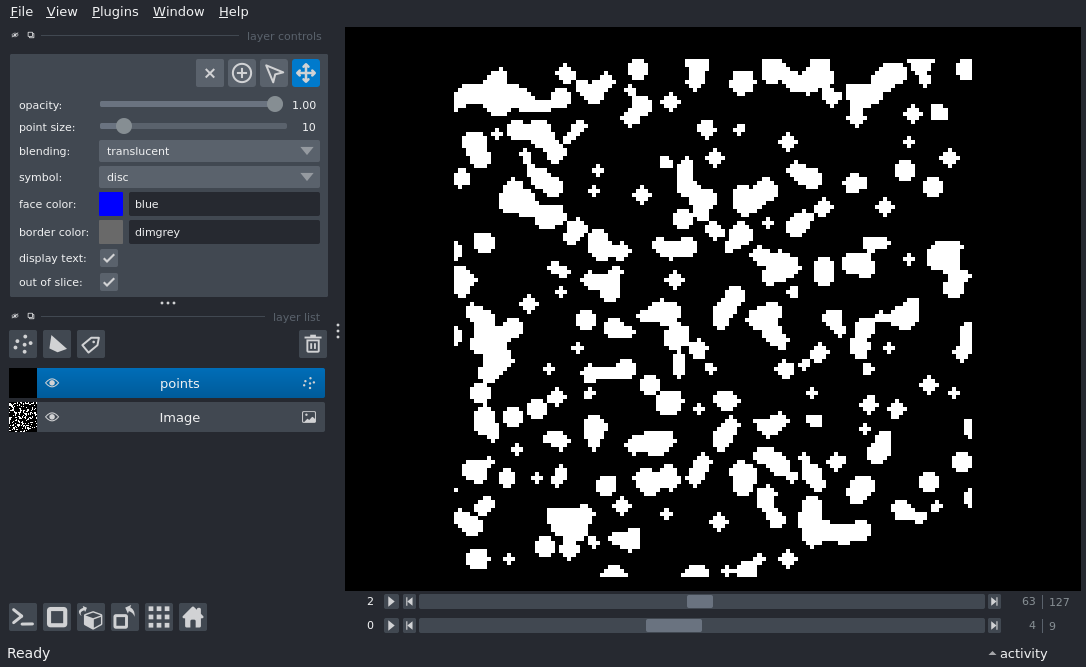 File View Plugins Window Help
layer controls
opacity: 1.00
point size: 10
blending: translucent
symbol: disc
face color: blue
border color: dimgrey
display text:
out of slice:
layer list
points
Image
2 63 127
0 4 9
Ready activity